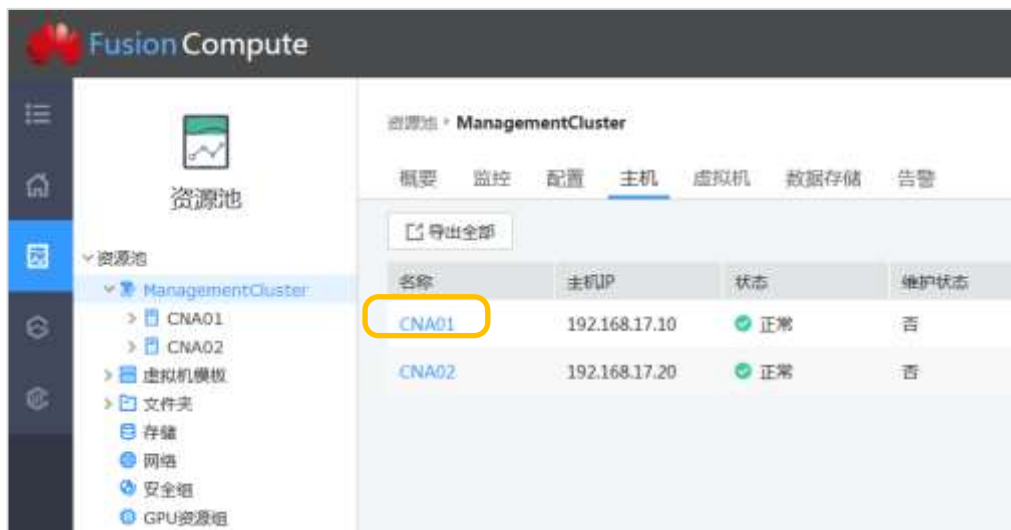 FusionCompute
资源池
资源池 ▸ ManagementCluster
概要 监控 配置 主机 虚拟机 数据存储 告警
导出全部
资源池
ManagementCluster
CNA01
CNA02
虚拟机模板
文件夹
存储
网络
安全组
GPU资源组
名称 主机IP 状态 维护状态
CNA01 192.168.17.10 正常 否
CNA02 192.168.17.20 正常 否